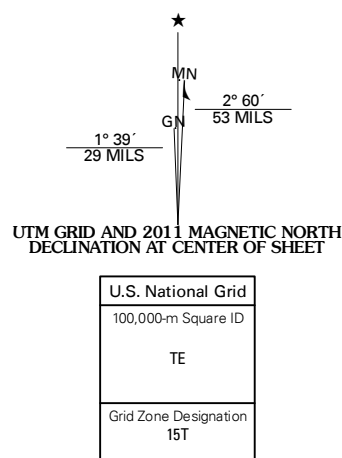 MN
2° 60´
53 MILS
GN
1° 39´
29 MILS
UTM GRID AND 2011 MAGNETIC NORTH
DECLINATION AT CENTER OF SHEET
U.S. National Grid
100,000-m Square ID
TE
Grid Zone Designation
15T